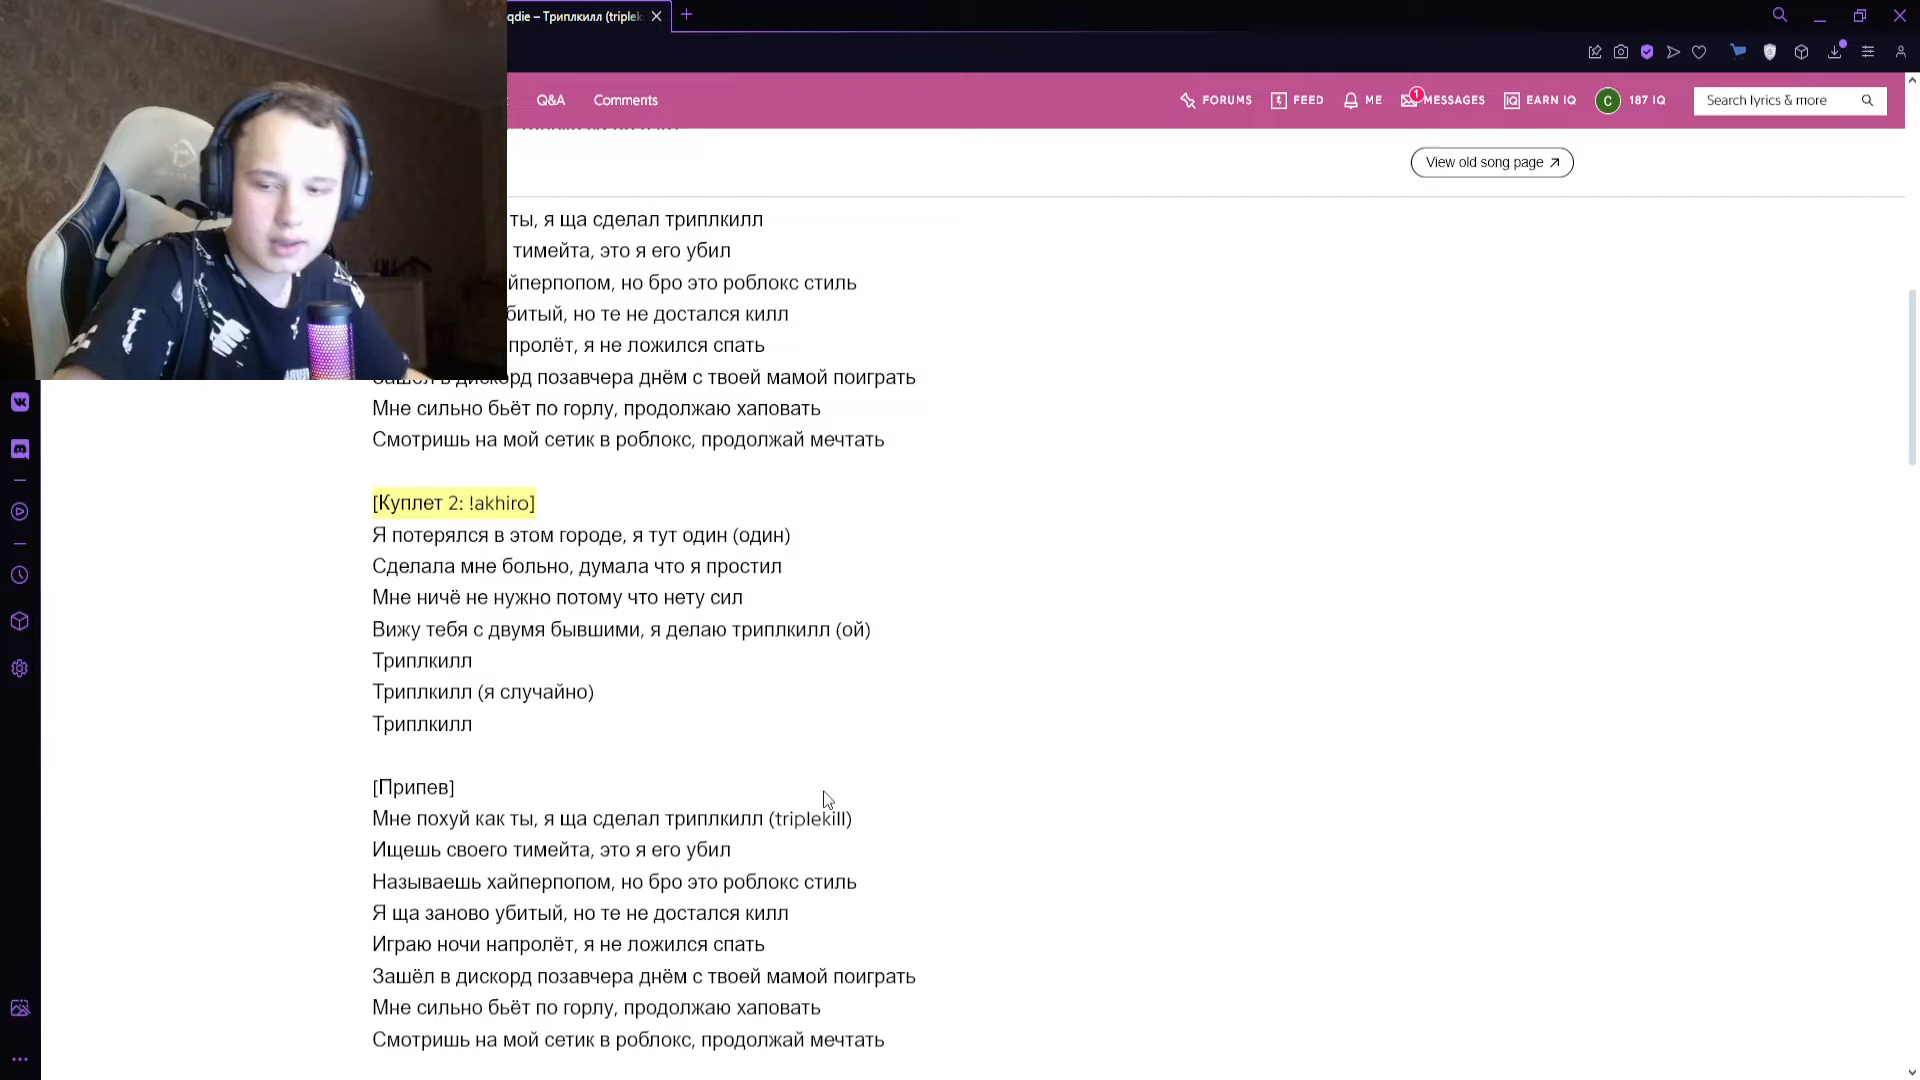 qdie – Триплкилл (triplek
Q&A
Comments
FORUMS
FEED
ME
1
MESSAGES
EARN IQ
C
187 IQ
Search lyrics & more
View old song page
ты, я ща сделал триплкилл
тимейта, это я его убил
йперпопом, но бро это роблокс стиль
битый, но те не достался килл
пролёт, я не ложился спать
Зашёл в дискорд позавчера днём с твоей мамой поиграть
Мне сильно бьёт по горлу, продолжаю хаповать
Смотришь на мой сетик в роблокс, продолжай мечтать
[Куплет 2: !akhiro]
Я потерялся в этом городе, я тут один (один)
Сделала мне больно, думала что я простил
Мне ничё не нужно потому что нету сил
Вижу тебя с двумя бывшими, я делаю триплкилл (ой)
Триплкилл
Триплкилл (я случайно)
Триплкилл
[Припев]
Мне похуй как ты, я ща сделал триплкилл (triplekill)
Ищешь своего тимейта, это я его убил
Называешь хайперпопом, но бро это роблокс стиль
Я ща заново убитый, но те не достался килл
Играю ночи напролёт, я не ложился спать
Зашёл в дискорд позавчера днём с твоей мамой поиграть
Мне сильно бьёт по горлу, продолжаю хаповать
Смотришь на мой сетик в роблокс, продолжай мечтать